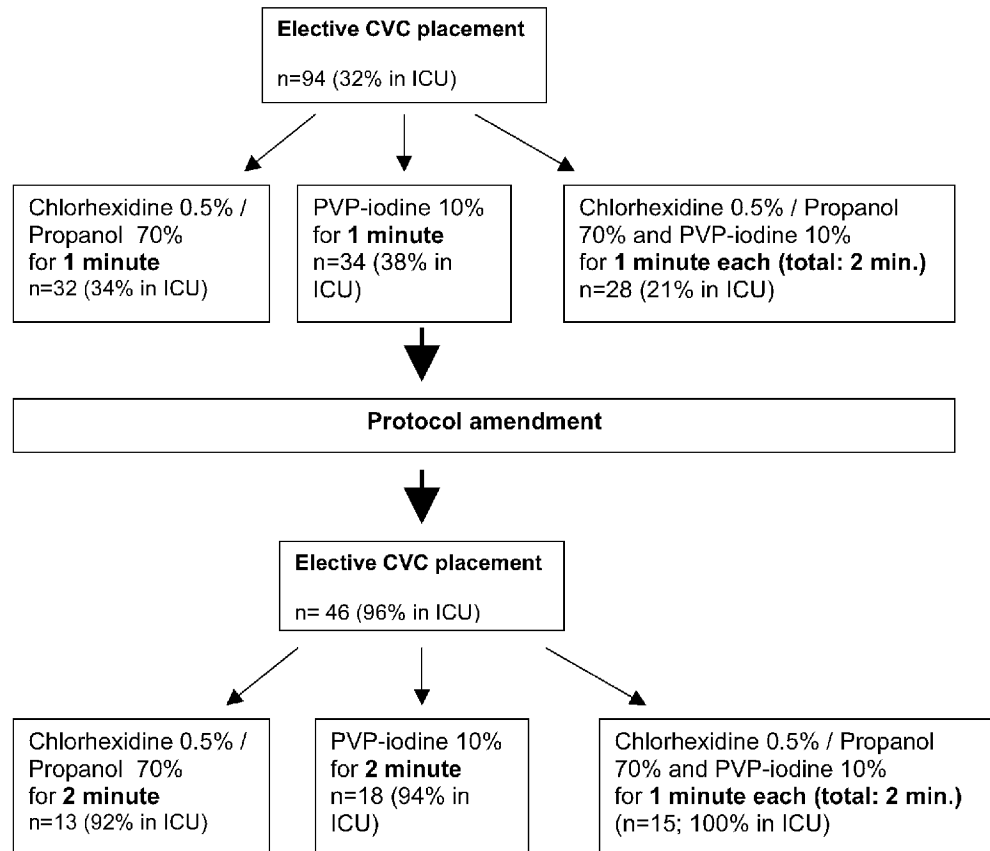 Elective CVC placement
n=94 (32% in ICU)
Chlorhexidine 0.5% /
Propanol 70%
for 1 minute
n=32 (34% in ICU)
PVP-iodine 10%
for 1 minute
n=34 (38% in
ICU)
Chlorhexidine 0.5% / Propanol
70% and PVP-iodine 10%
for 1 minute each (total: 2 min.)
n=28 (21% in ICU)
Protocol amendment
Elective CVC placement
n= 46 (96% in ICU)
Chlorhexidine 0.5% /
Propanol 70%
for 2 minute
n=13 (92% in ICU)
PVP-iodine 10%
for 2 minute
n=18 (94% in
ICU)
Chlorhexidine 0.5% / Propanol
70% and PVP-iodine 10%
for 1 minute each (total: 2 min.)
(n=15; 100% in ICU)